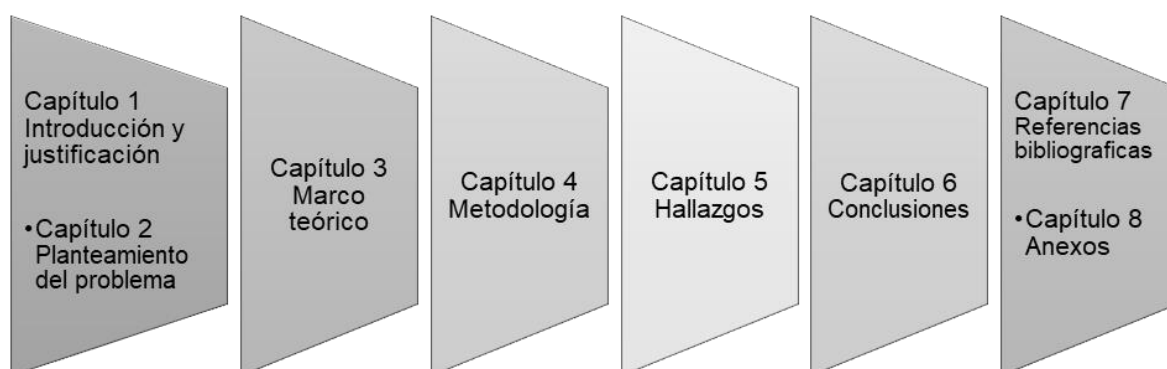 Capítulo 1
Introducción y
justificación
•Capítulo 2
Planteamiento
del problema
Capítulo 3
Marco
teórico
Capítulo 4
Metodología
Capítulo 5
Hallazgos
Capítulo 6
Conclusiones
Capítulo 7
Referencias
bibliograficas
•Capítulo 8
Anexos